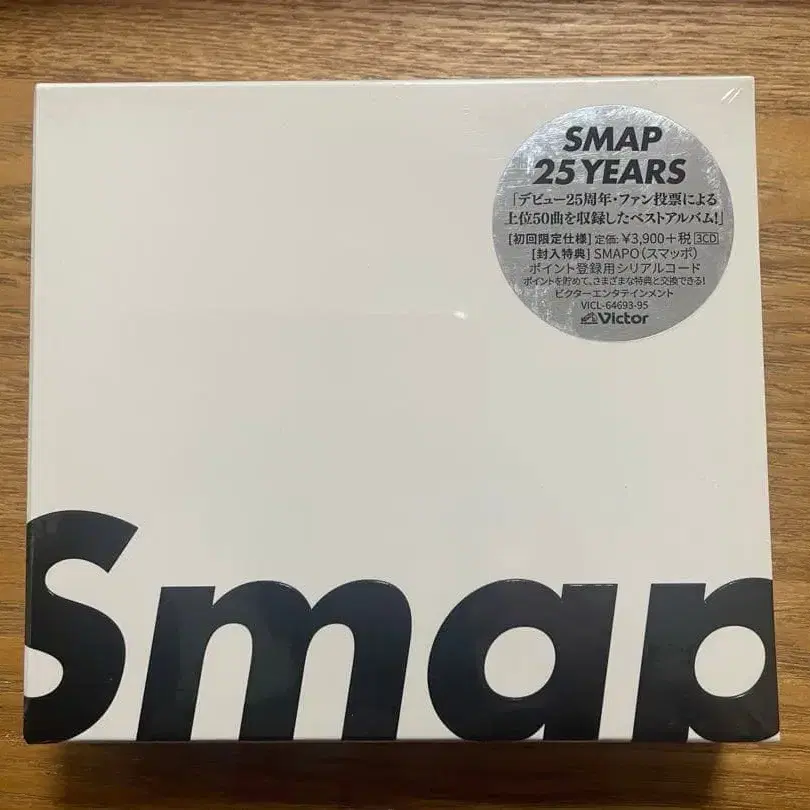 SMAP
25 YEARS
「デビュー25周年・ファン投票による
上位50曲を収録したベストアルバム!」
[初回限定仕様] 定価:¥3,900+税 3CD
[封入特典] SMAPO(スマッポ)
ポイント登録用シリアルコード
ポイントを貯めて、さまざまな特典と交換できる!
ビクターエンタテインメント
VICL-64693-95
Victor
Smap